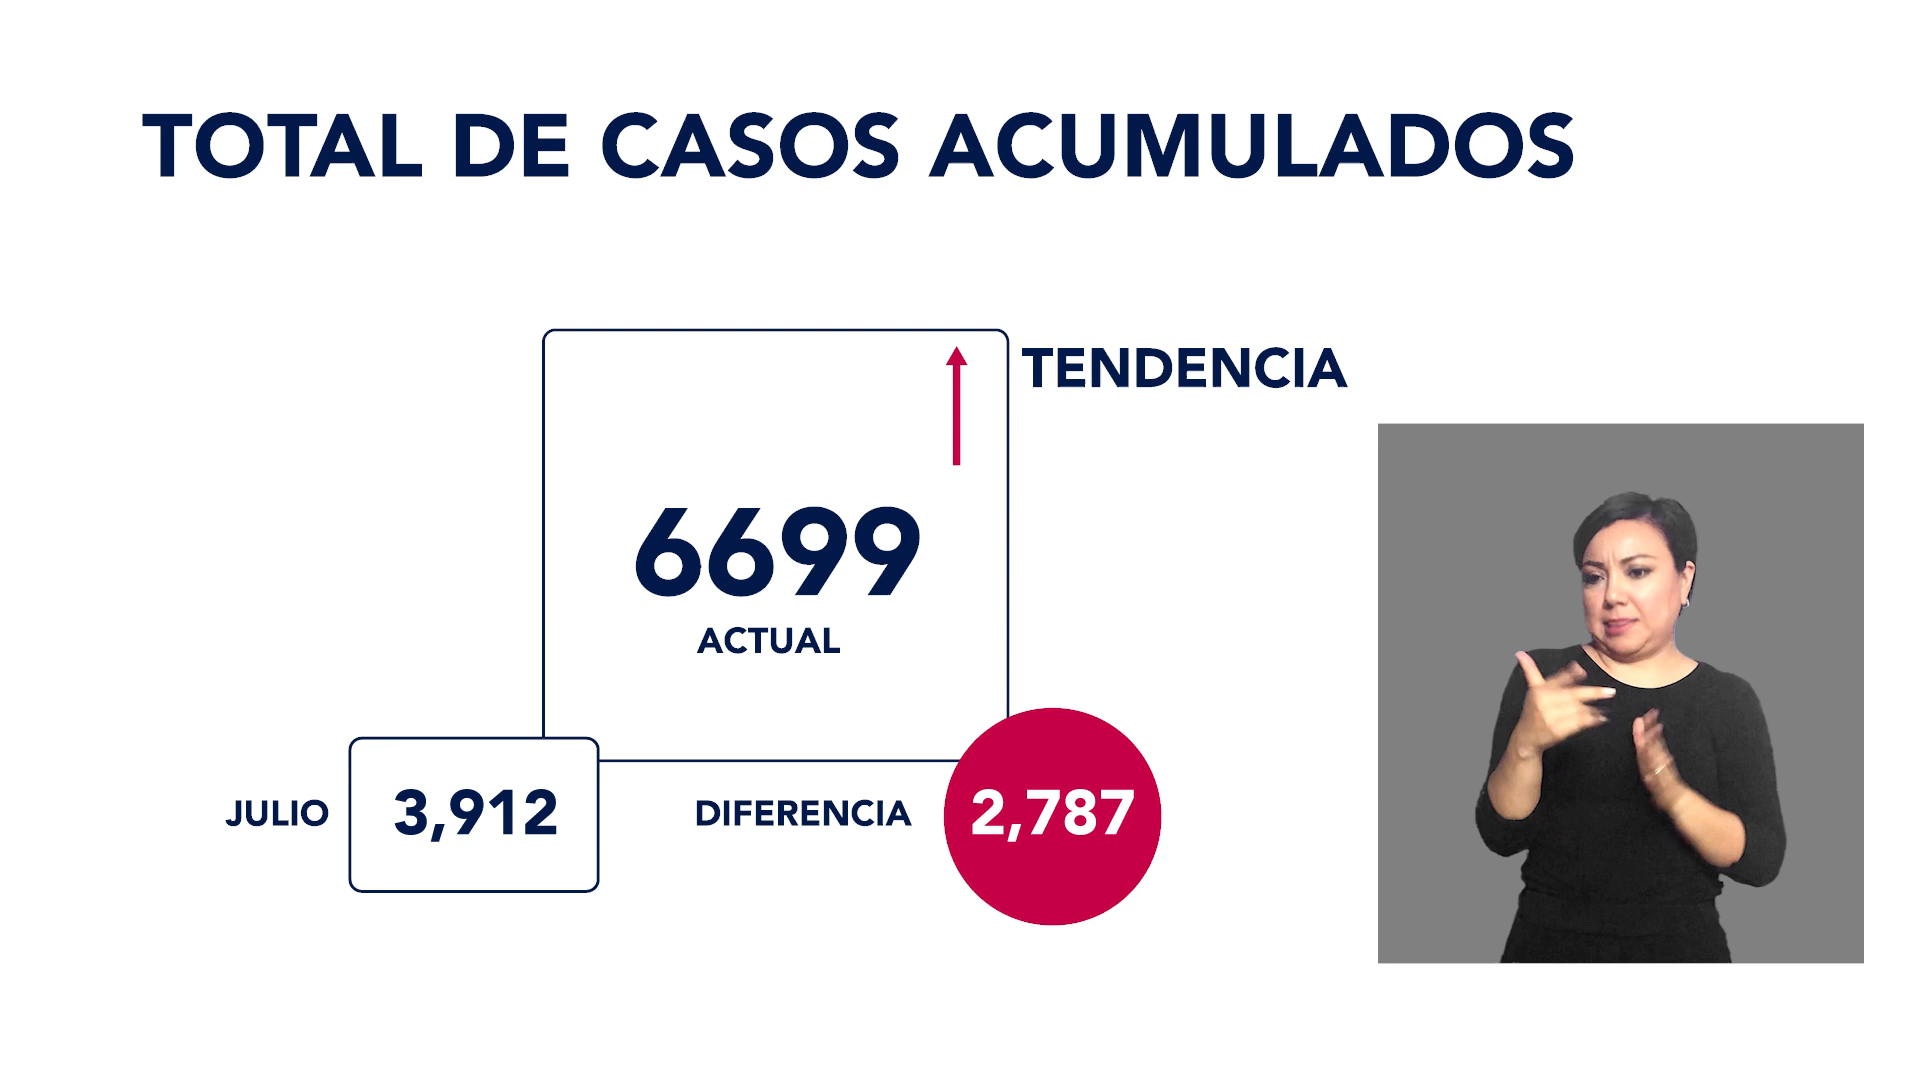 TOTAL DE CASOS ACUMULADOS
TENDENCIA
6699
ACTUAL
JULIO
3,912
DIFERENCIA
2,787